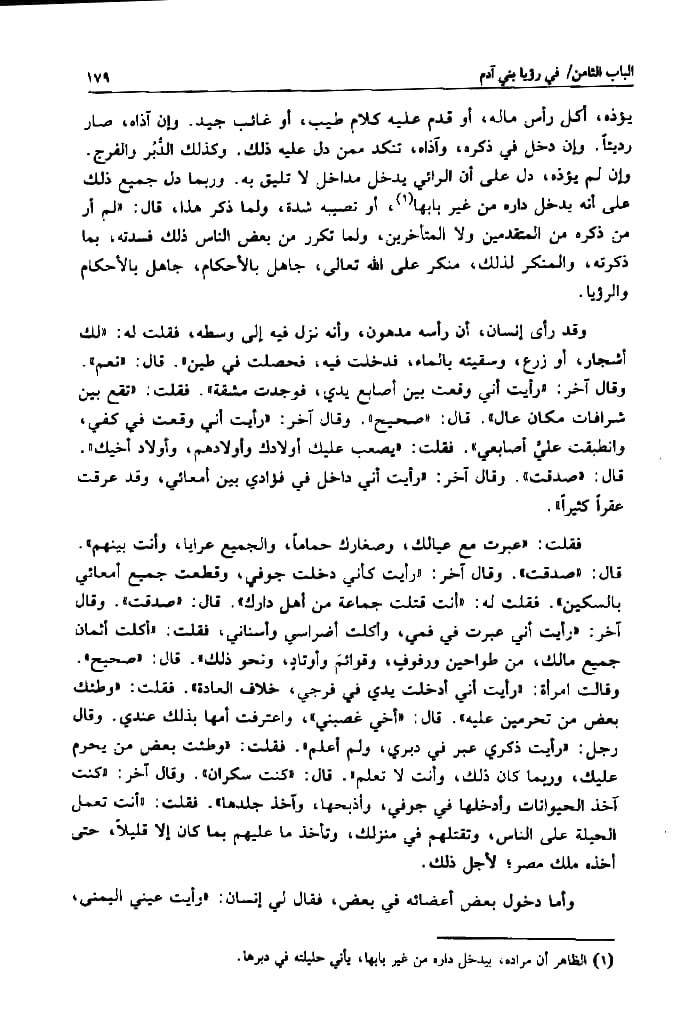 الباب الثامن/ في رؤيا بني آدم ١٧٩
يؤذه، أكل رأس ماله، أو قدم عليه كلام طيب، أو غائب جيد. وإن آذاه، صار
رديئاً. وإن دخل في ذكره، وآذاه، تنكد ممن دل عليه ذلك. وكذلك الدُّبُر والفرج.
وإن لم يؤذه، دل على أن الرائي يدخل مداخل لا تليق به. وربما دل جميع ذلك
على أنه يدخل داره من غير بابها(١)، أو نصيبه شدة، ولما ذكر هذا، قال: «لم أر
من ذكره من المتقدمين ولا المتأخرين، ولما تكرر من بعض الناس ذلك فسدته، بما
ذكرته، والمنكر لذلك، منكر على الله تعالى، جاهل بالأحكام، جاهل بالأحكام
والرؤيا.
وقد رأى إنسان، أن رأسه مدهون، وأنه نزل فيه إلى وسطه، فقلت له: «لك
أشجار، أو زرع، وسقيته بالماء، فدخلت فيه، فحصلت في طين». قال: «نعم».
وقال آخر: «رأيت أني وقعت بين أصابع يدي، فوجدت مشقة». فقلت: «تقع بين
شرافات مكان عال». قال: «صحيح». وقال آخر: «رأيت أني وقعت في كفي،
وانطبقت عليَّ أصابعي». فقلت: «يصعب عليك أولادك وأولادهم، وأولاد أخيك».
قال: «صدقت». وقال آخر: «رأيت أني داخل في فؤادي بين أمعائي، وقد عرقت
عقراً كثيراً».
فقلت: «عبرت مع عيالك، وصغارك حماماً، والجميع عرايا، وأنت بينهم».
قال: «صدقت». وقال آخر: «رأيت كأني دخلت جوفي، وقطعت جميع أمعائي
بالسكين». فقلت له: «أنت قتلت جماعة من أهل دارك». قال: «صدقت». وقال
آخر: «رأيت أني عبرت في فمي، وأكلت أضراسي وأسناني، فقلت: «أكلت أثمان
جميع مالك، من طواحين ورفوف، وقوائم وأوتاد، ونحو ذلك». قال: «صحيح».
وقالت امرأة: «رأيت أني أدخلت يدي في فرجي، خلاف العادة». فقلت: «وطئك
بعض من تحرمين عليه». قال: «أخي غصبني»، واعترفت أمها بذلك عندي. وقال
رجل: «رأيت ذكري عبر في دبري، ولم أعلم». فقلت: «وطئت بعض من يحرم
عليك، وربما كان ذلك، وأنت لا تعلم». قال: «كنت سكران». وقال آخر: «كنت
آخذ الحيوانات وأدخلها في جوفي، وأذبحها، وآخذ جلدها». فقلت: «أنت تعمل
الحيلة على الناس، وتقتلهم في منزلك، وتأخذ ما عليهم بما كان إلا قليلاً، حتى
أخذه ملك مصر؛ لأجل ذلك.
وأما دخول بعض أعضائه في بعض، فقال لي إنسان: «رأيت عيني اليمنى،
(١) الظاهر أن مراده، بيدخل داره من غير بابها، يأتي حليلته في دبرها.